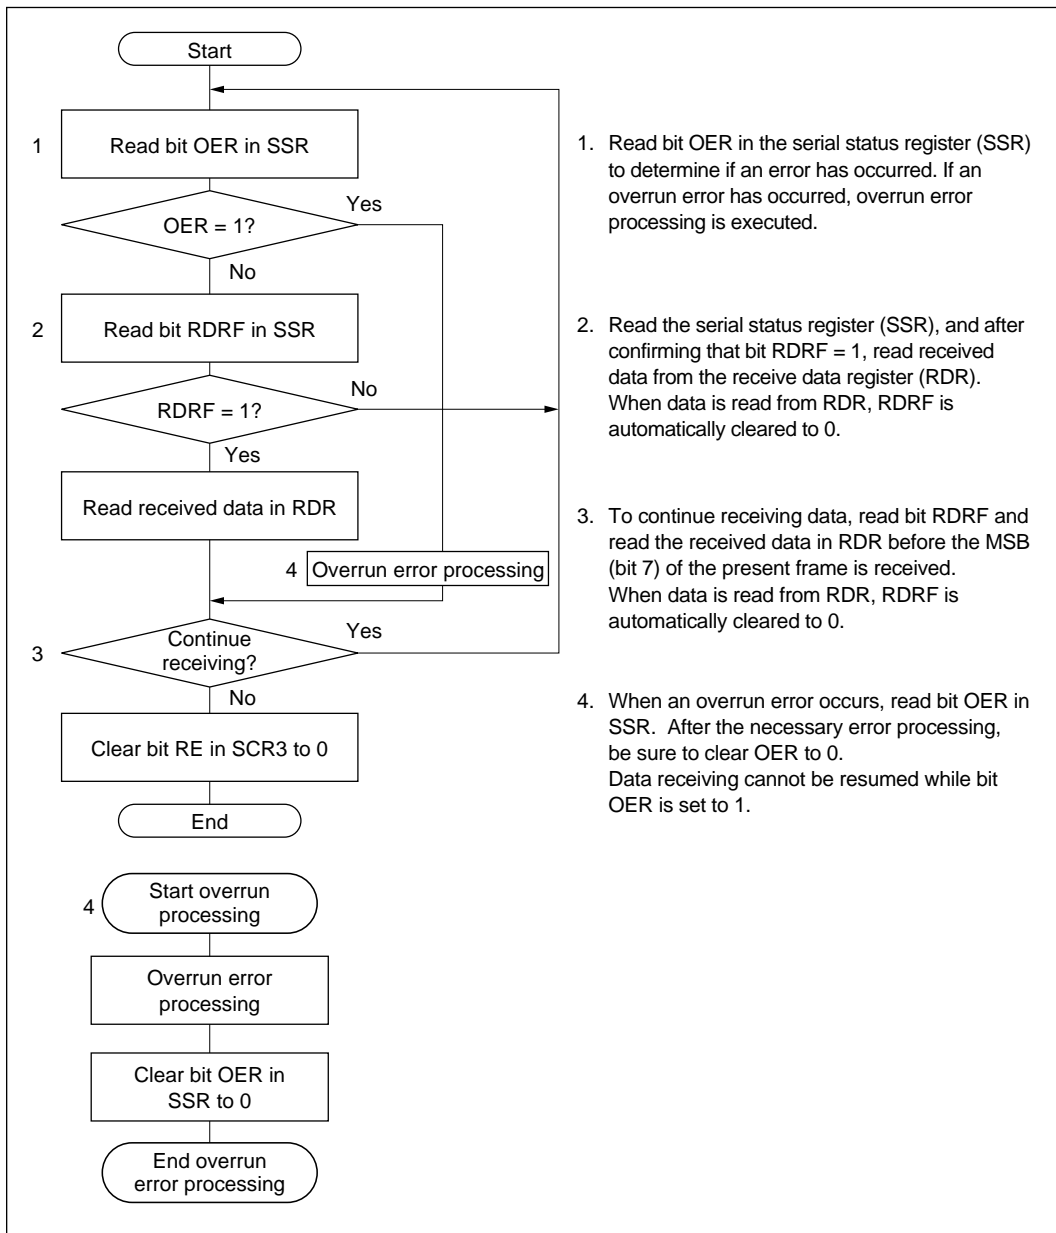 Start
1
Read bit OER in SSR
Yes
OER = 1?
No
2
Read bit RDRF in SSR
No
RDRF = 1?
Yes
Read received data in RDR
4
Overrun error processing
Yes
3
Continue
receiving?
No
Clear bit RE in SCR3 to 0
End
4
Start overrun
processing
Overrun error
processing
Clear bit OER in
SSR to 0
End overrun
error processing
1. Read bit OER in the serial status register (SSR)
to determine if an error has occurred. If an
overrun error has occurred, overrun error
processing is executed.
2. Read the serial status register (SSR), and after
confirming that bit RDRF = 1, read received
data from the receive data register (RDR).
When data is read from RDR, RDRF is
automatically cleared to 0.
3. To continue receiving data, read bit RDRF and
read the received data in RDR before the MSB
(bit 7) of the present frame is received.
When data is read from RDR, RDRF is
automatically cleared to 0.
4. When an overrun error occurs, read bit OER in
SSR. After the necessary error processing,
be sure to clear OER to 0.
Data receiving cannot be resumed while bit
OER is set to 1.